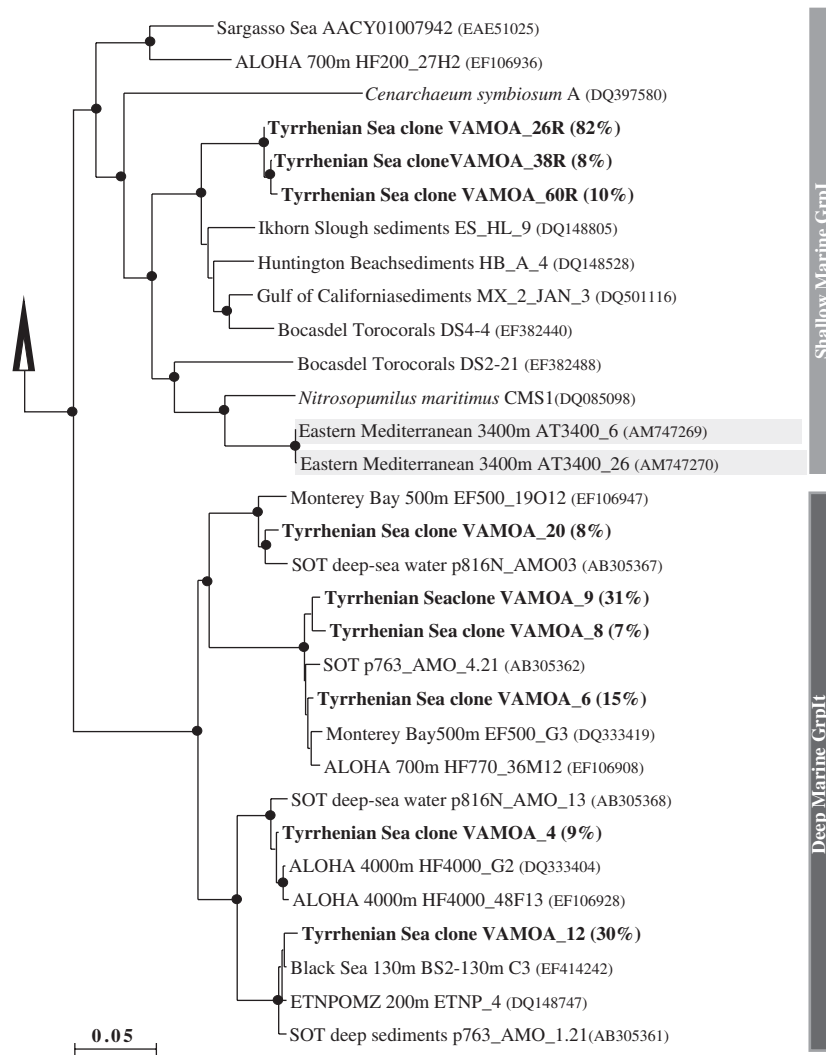 Sargasso Sea AACY01007942 (EAE51025)
ALOHA 700m HF200_27H2 (EF106936)
Cenarchaeum symbiosum A (DQ397580)
Tyrrhenian Sea clone VAMOA_26R (82%)
Tyrrhenian Sea cloneVAMOA_38R (8%)
Tyrrhenian Sea clone VAMOA_60R (10%)
Ikhorn Slough sediments ES_HL_9 (DQ148805)
Huntington Beachsediments HB_A_4 (DQ148528)
Gulf of Californiasediments MX_2_JAN_3 (DQ501116)
Bocasdel Torocorals DS4-4 (EF382440)
Bocasdel Torocorals DS2-21 (EF382488)
Nitrosopumilus maritimus CMS1(DQ085098)
Eastern Mediterranean 3400m AT3400_6 (AM747269)
Eastern Mediterranean 3400m AT3400_26 (AM747270)
Shallow Marine GrpI
Monterey Bay 500m EF500_19O12 (EF106947)
Tyrrhenian Sea clone VAMOA_20 (8%)
SOT deep-sea water p816N_AMO03 (AB305367)
Tyrrhenian Seaclone VAMOA_9 (31%)
Tyrrhenian Sea clone VAMOA_8 (7%)
SOT p763_AMO_4.21 (AB305362)
Tyrrhenian Sea clone VAMOA_6 (15%)
Monterey Bay500m EF500_G3 (DQ333419)
ALOHA 700m HF770_36M12 (EF106908)
SOT deep-sea water p816N_AMO_13 (AB305368)
Tyrrhenian Sea clone VAMOA_4 (9%)
ALOHA 4000m HF4000_G2 (DQ333404)
ALOHA 4000m HF4000_48F13 (EF106928)
Tyrrhenian Sea clone VAMOA_12 (30%)
Black Sea 130m BS2-130m C3 (EF414242)
ETNPOMZ 200m ETNP_4 (DQ148747)
SOT deep sediments p763_AMO_1.21(AB305361)
Deep Marine GrpIt
0.05